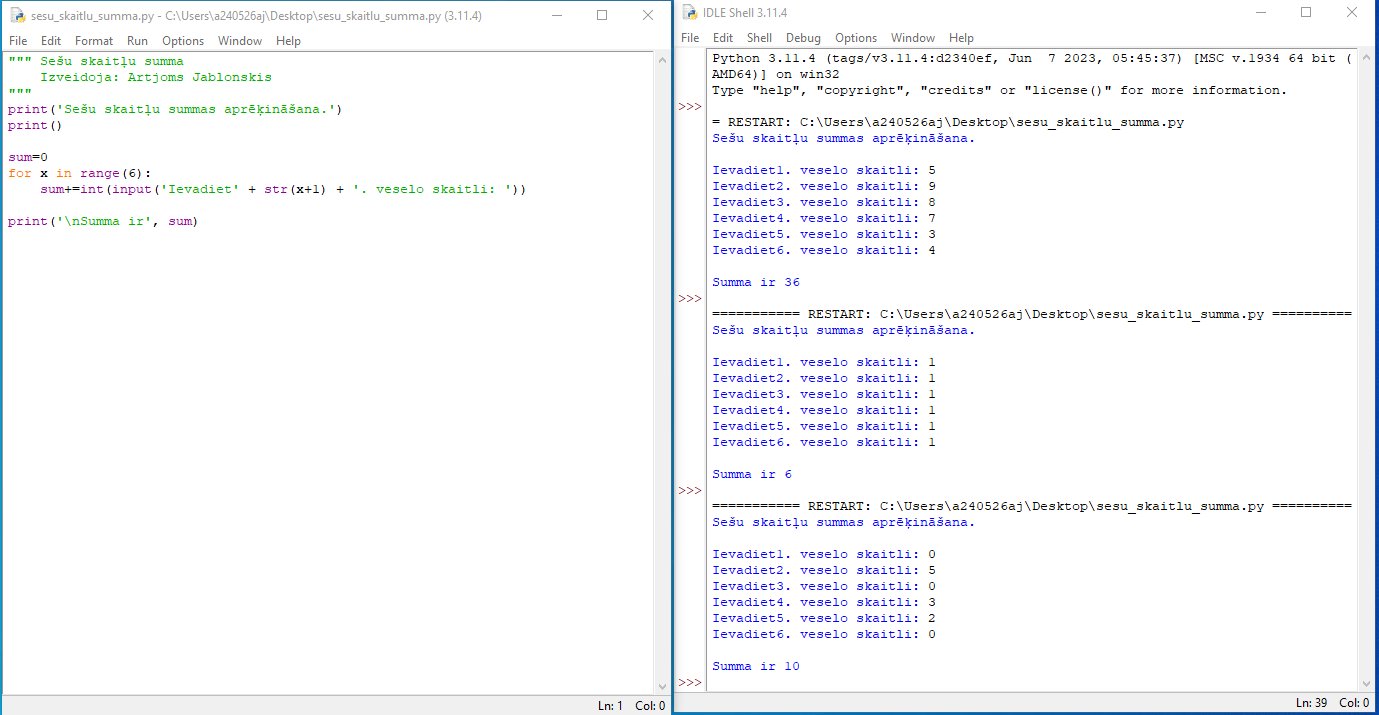 sesu_skaitlu_summa.py - C:\Users\a240526aj\Desktop\sesu_skaitlu_summa.py (3.11.4)
File Edit Format Run Options Window Help
""" Sešu skaitļu summa
    Izveidoja: Artjoms Jablonskis
"""
print('Sešu skaitļu summas aprēķināšana.')
print()
sum=0
for x in range(6):
    sum+=int(input('Ievadiet' + str(x+1) + '. veselo skaitli: '))
print('\nSumma ir', sum)
Ln: 1 Col: 0
IDLE Shell 3.11.4
File Edit Shell Debug Options Window Help
Python 3.11.4 (tags/v3.11.4:d2340ef, Jun  7 2023, 05:45:37) [MSC v.1934 64 bit (
AMD64)] on win32
Type "help", "copyright", "credits" or "license()" for more information.
>>>
= RESTART: C:\Users\a240526aj\Desktop\sesu_skaitlu_summa.py
Sešu skaitļu summas aprēķināšana.
Ievadiet1. veselo skaitli: 5
Ievadiet2. veselo skaitli: 9
Ievadiet3. veselo skaitli: 8
Ievadiet4. veselo skaitli: 7
Ievadiet5. veselo skaitli: 3
Ievadiet6. veselo skaitli: 4
Summa ir 36
>>>
=========== RESTART: C:\Users\a240526aj\Desktop\sesu_skaitlu_summa.py ==========
Sešu skaitļu summas aprēķināšana.
Ievadiet1. veselo skaitli: 1
Ievadiet2. veselo skaitli: 1
Ievadiet3. veselo skaitli: 1
Ievadiet4. veselo skaitli: 1
Ievadiet5. veselo skaitli: 1
Ievadiet6. veselo skaitli: 1
Summa ir 6
>>>
=========== RESTART: C:\Users\a240526aj\Desktop\sesu_skaitlu_summa.py ==========
Sešu skaitļu summas aprēķināšana.
Ievadiet1. veselo skaitli: 0
Ievadiet2. veselo skaitli: 5
Ievadiet3. veselo skaitli: 0
Ievadiet4. veselo skaitli: 3
Ievadiet5. veselo skaitli: 2
Ievadiet6. veselo skaitli: 0
Summa ir 10
>>>
Ln: 39 Col: 0